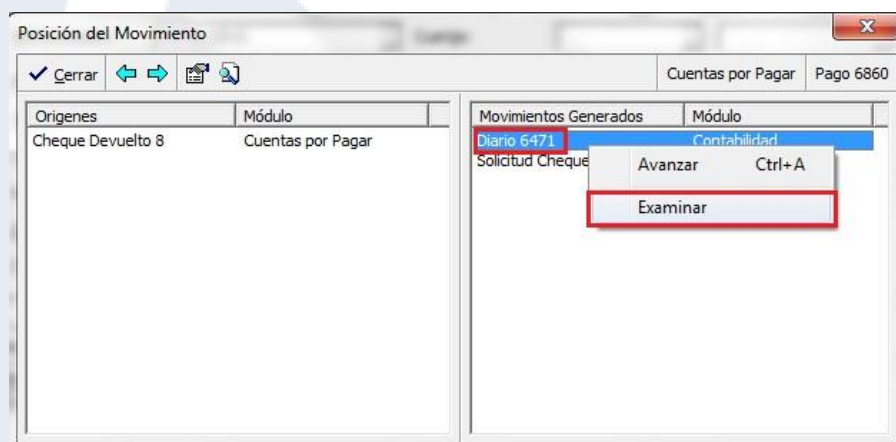 Posición del Movimiento
Cerrar
Cuentas por Pagar
Pago 6860
Origenes
Módulo
Cheque Devuelto 8
Cuentas por Pagar
Movimientos Generados
Módulo
Diario 6471
Contabilidad
Solicitud Cheque
Avanzar Ctrl+A
Examinar